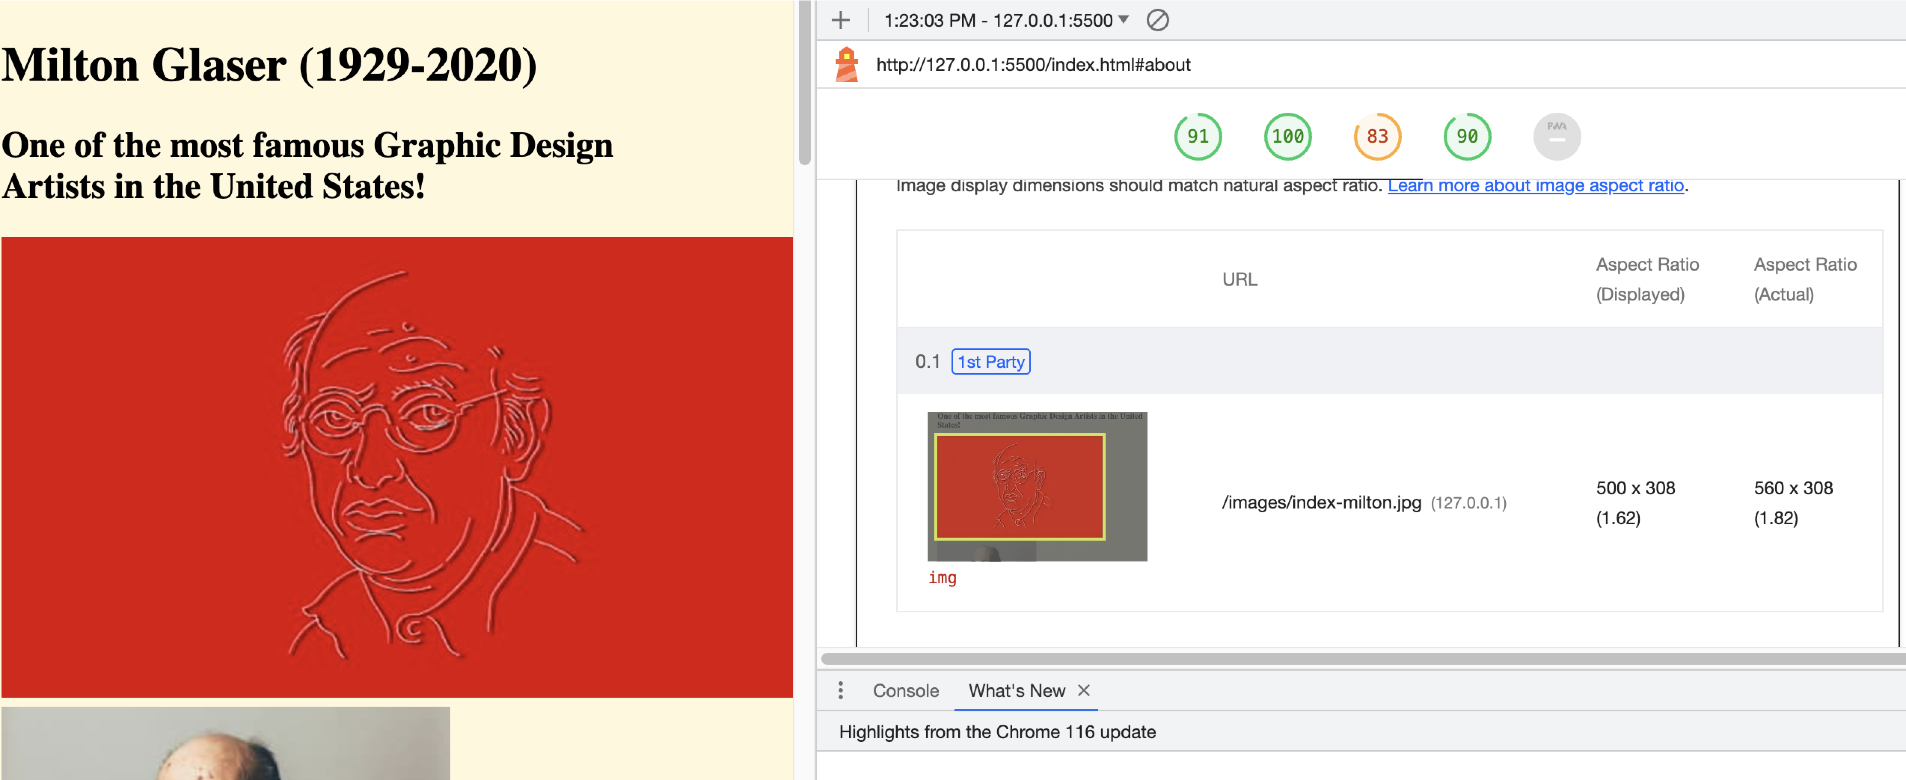 Milton Glaser (1929-2020)
One of the most famous Graphic Design
Artists in the United States!
1:23:03 PM - 127.0.0.1:5500
http://127.0.0.1:5500/index.html#about
91
100
83
90
PWA
Image display dimensions should match natural aspect ratio. Learn more about image aspect ratio.
URL
Aspect Ratio
(Displayed)
Aspect Ratio
(Actual)
0.1 1st Party
One of the most famous Graphic Design Artists in the United
States!
img
/images/index-milton.jpg (127.0.0.1)
500 x 308
(1.62)
560 x 308
(1.82)
Console
What's New
Highlights from the Chrome 116 update